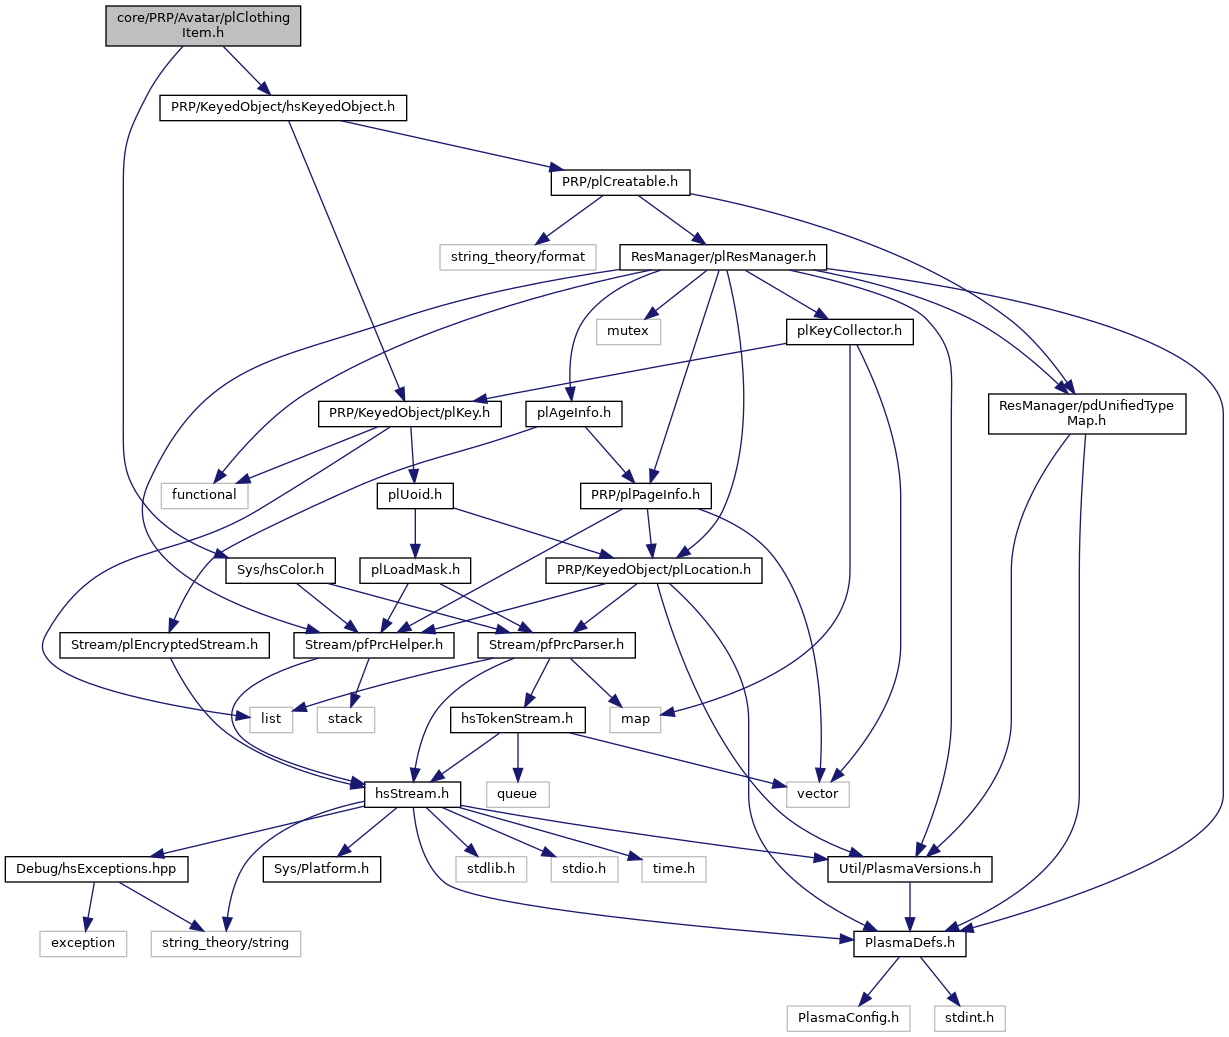 core/PRP/Avatar/plClothing
Item.h
PRP/KeyedObject/hsKeyedObject.h
PRP/plCreatable.h
string_theory/format
ResManager/plResManager.h
mutex
plKeyCollector.h
PRP/KeyedObject/plKey.h
plAgeInfo.h
ResManager/pdUnifiedType
Map.h
functional
plUoid.h
PRP/plPageInfo.h
Sys/hsColor.h
plLoadMask.h
PRP/KeyedObject/plLocation.h
Stream/plEncryptedStream.h
Stream/pfPrcHelper.h
Stream/pfPrcParser.h
list
stack
hsTokenStream.h
map
hsStream.h
queue
vector
Debug/hsExceptions.hpp
Sys/Platform.h
stdlib.h
stdio.h
time.h
Util/PlasmaVersions.h
exception
string_theory/string
PlasmaDefs.h
PlasmaConfig.h
stdint.h